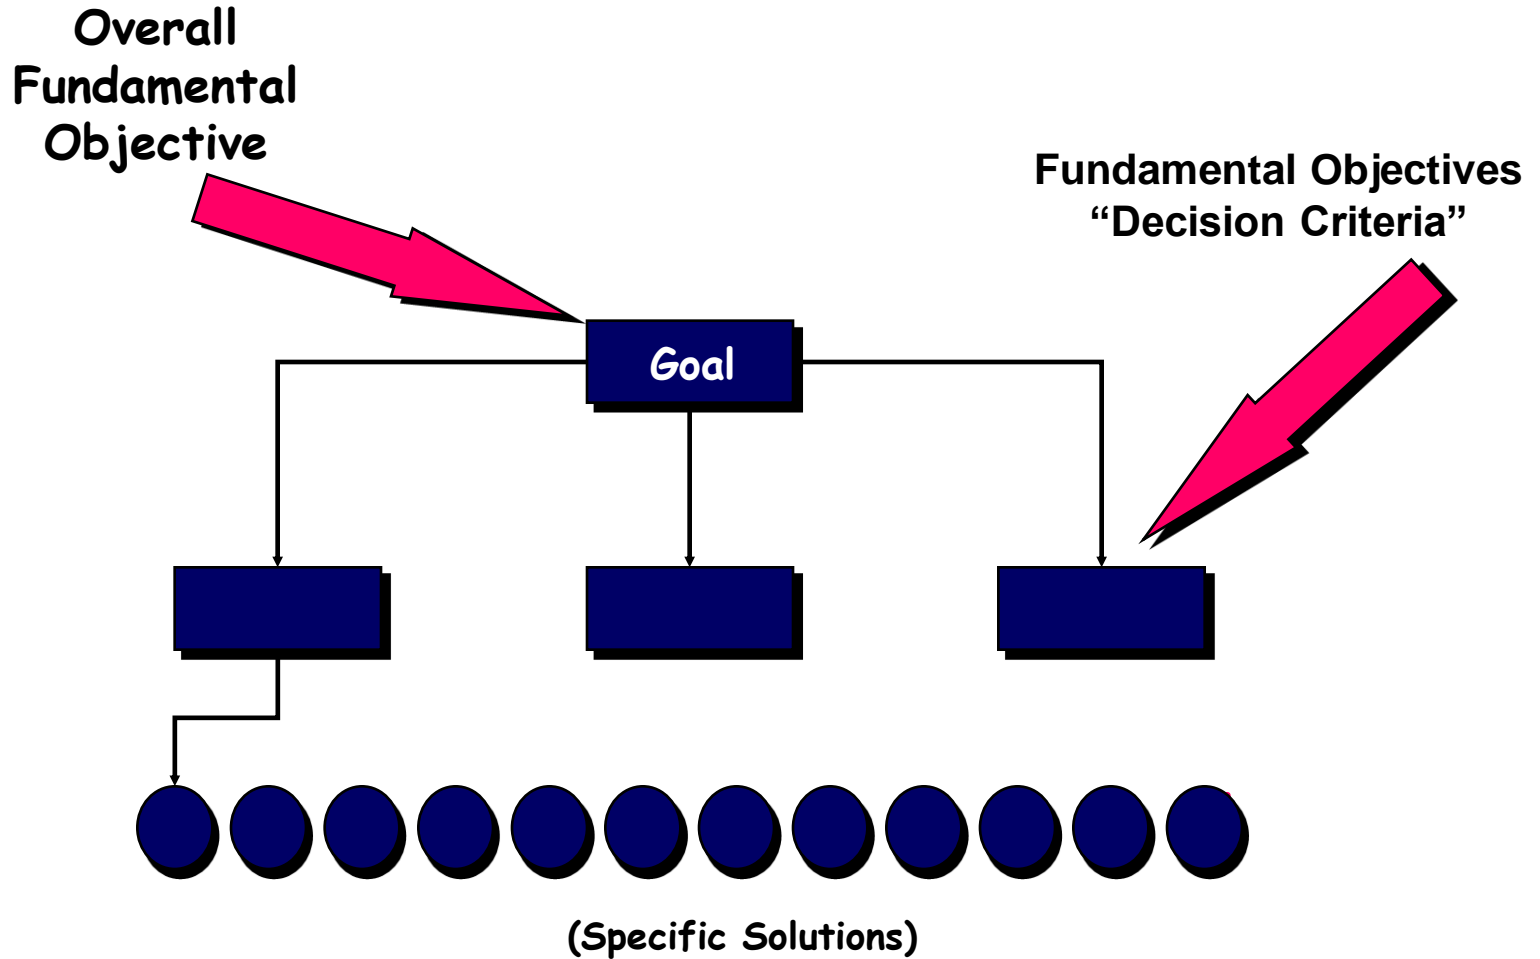 Overall
Fundamental
Objective
Fundamental Objectives
“Decision Criteria”
Goal
(Specific Solutions)